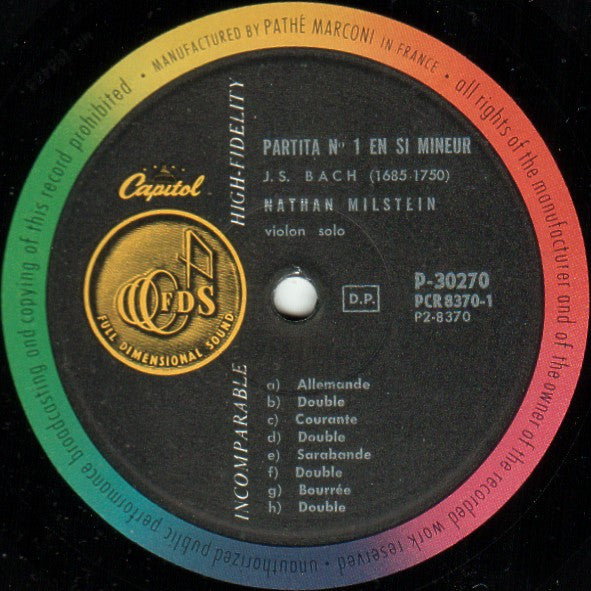 MANUFACTURED BY PATHÉ MARCONI IN FRANCE • all rights of the manufacturer and of the owner of the recorded work reserved • unauthorized public performance broadcasting and copying of this record prohibited •
Capitol
FDS
FULL DIMENSIONAL SOUND
INCOMPARABLE HIGH-FIDELITY
PARTITA Nº 1 EN SI MINEUR
J.S. BACH (1685-1750)
NATHAN MILSTEIN
violon solo
D.P.
P-30270
PCR 8370-1
P2-8370
a) Allemande
b) Double
c) Courante
d) Double
e) Sarabande
f) Double
g) Bourrée
h) Double